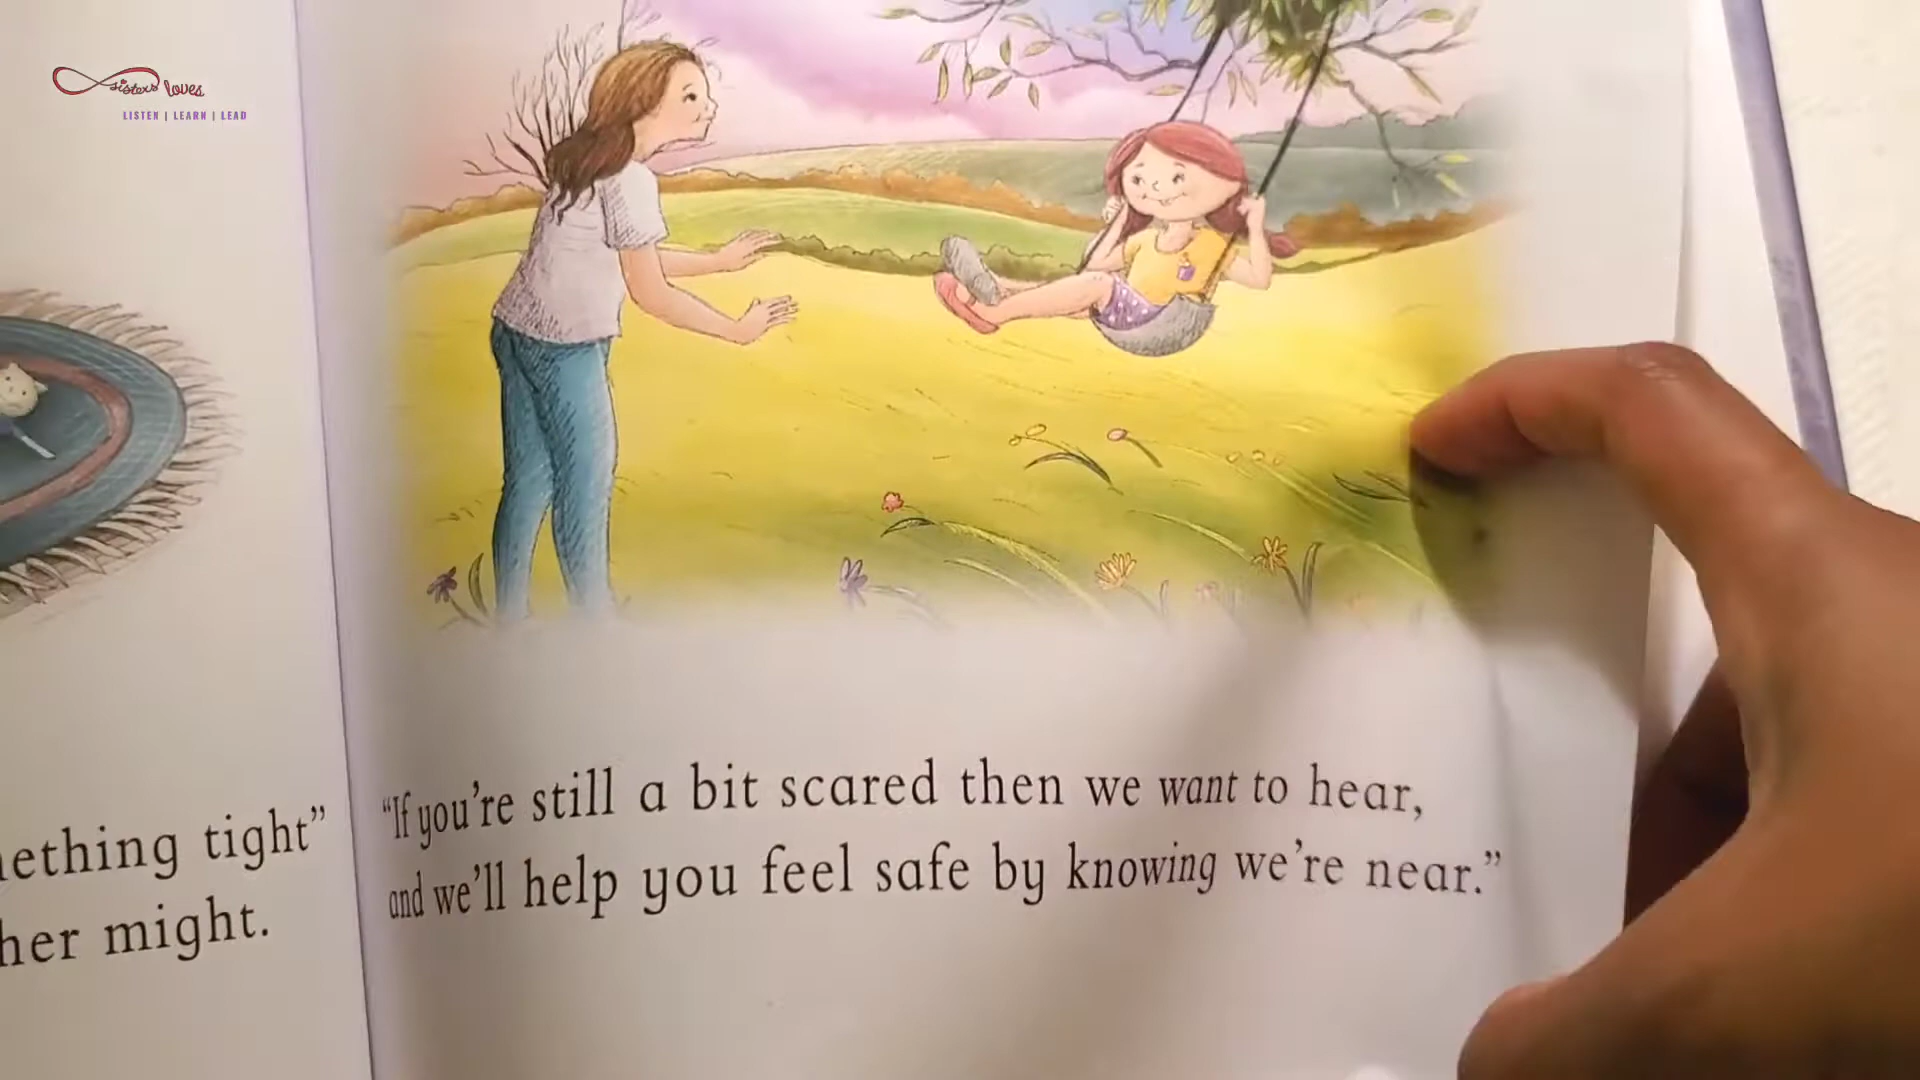 sisters loves
LISTEN | LEARN | LEAD
tight”
her might.
“If you’re still a bit scared then we want to hear,
and we’ll help you feel safe by knowing we’re near.”